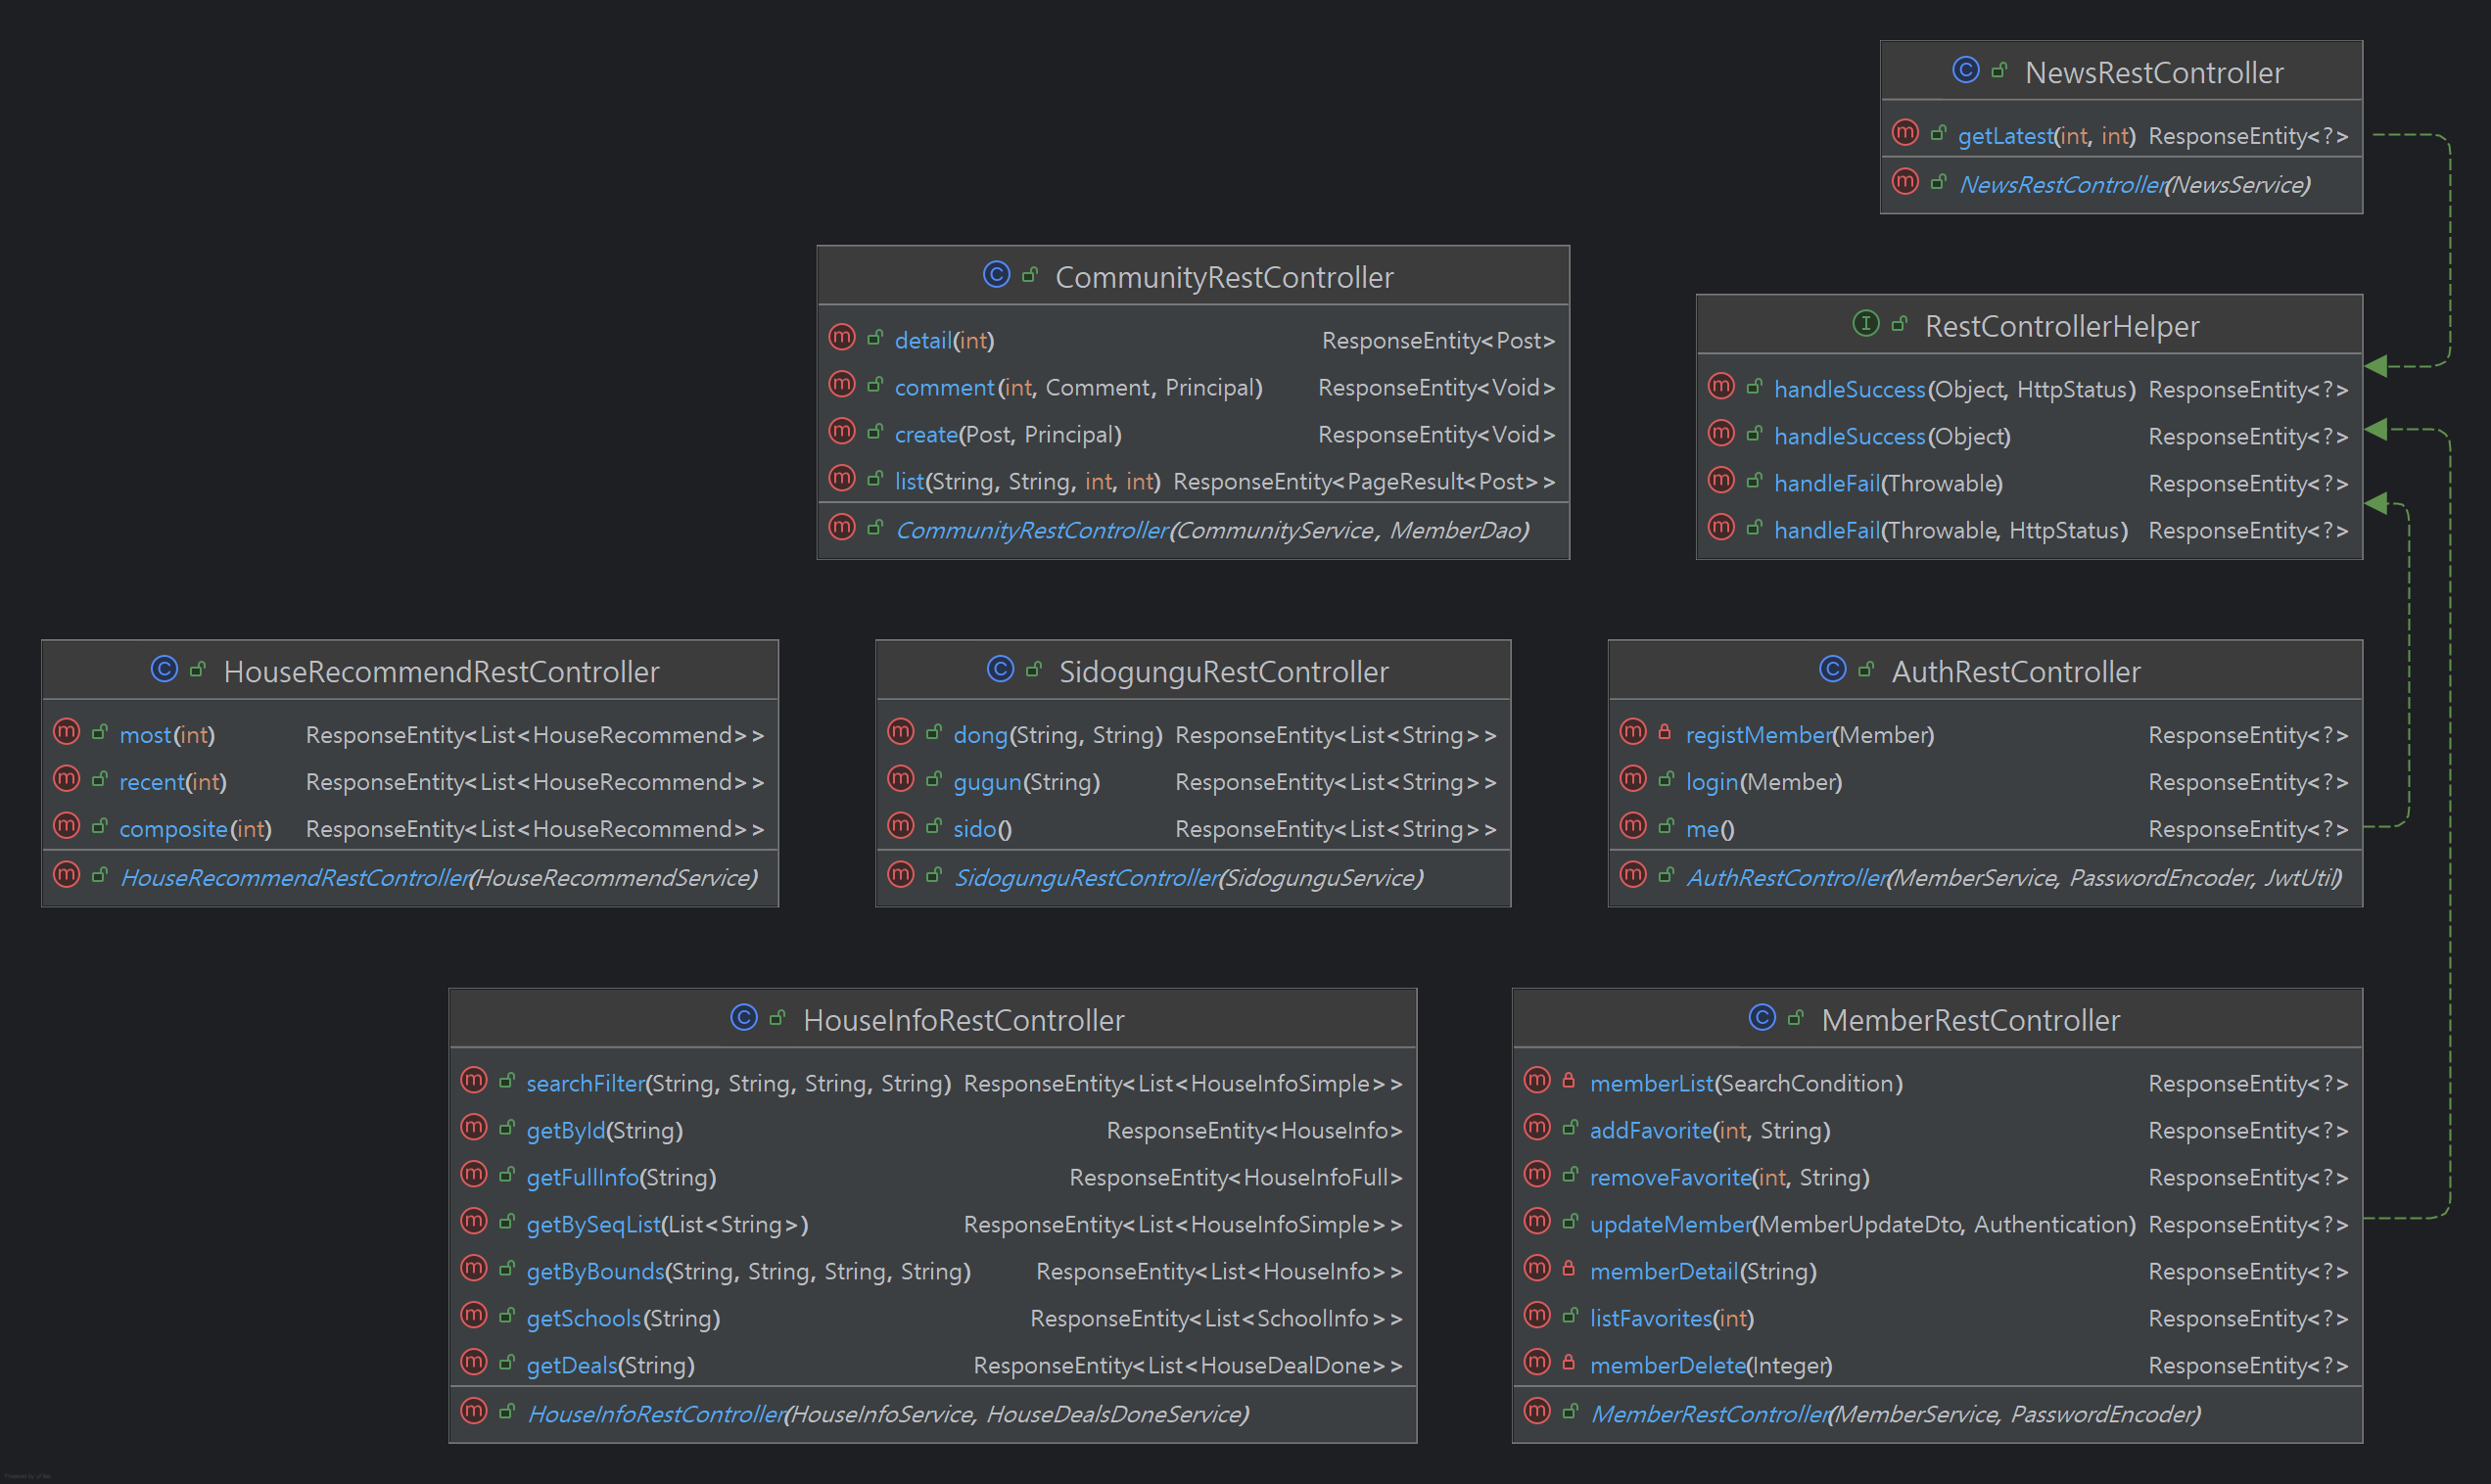 NewsRestController
getLatest(int, int) ResponseEntity<?>
NewsRestController(NewsService)
CommunityRestController
detail(int) ResponseEntity<Post>
comment(int, Comment, Principal) ResponseEntity<Void>
create(Post, Principal) ResponseEntity<Void>
list(String, String, int, int) ResponseEntity<PageResult<Post>>
CommunityRestController(CommunityService, MemberDao)
RestControllerHelper
handleSuccess(Object, HttpStatus) ResponseEntity<?>
handleSuccess(Object) ResponseEntity<?>
handleFail(Throwable) ResponseEntity<?>
handleFail(Throwable, HttpStatus) ResponseEntity<?>
HouseRecommendRestController
most(int) ResponseEntity<List<HouseRecommend>>
recent(int) ResponseEntity<List<HouseRecommend>>
composite(int) ResponseEntity<List<HouseRecommend>>
HouseRecommendRestController(HouseRecommendService)
SidogunguRestController
dong(String, String) ResponseEntity<List<String>>
gugun(String) ResponseEntity<List<String>>
sido() ResponseEntity<List<String>>
SidogunguRestController(SidogunguService)
AuthRestController
registMember(Member) ResponseEntity<?>
login(Member) ResponseEntity<?>
me() ResponseEntity<?>
AuthRestController(MemberService, PasswordEncoder, JwtUtil)
HouseInfoRestController
searchFilter(String, String, String, String) ResponseEntity<List<HouseInfoSimple>>
getById(String) ResponseEntity<HouseInfo>
getFullInfo(String) ResponseEntity<HouseInfoFull>
getBySeqList(List<String>) ResponseEntity<List<HouseInfoSimple>>
getByBounds(String, String, String, String) ResponseEntity<List<HouseInfo>>
getSchools(String) ResponseEntity<List<SchoolInfo>>
getDeals(String) ResponseEntity<List<HouseDealDone>>
HouseInfoRestController(HouseInfoService, HouseDealsDoneService)
MemberRestController
memberList(SearchCondition) ResponseEntity<?>
addFavorite(int, String) ResponseEntity<?>
removeFavorite(int, String) ResponseEntity<?>
updateMember(MemberUpdateDto, Authentication) ResponseEntity<?>
memberDetail(String) ResponseEntity<?>
listFavorites(int) ResponseEntity<?>
memberDelete(Integer) ResponseEntity<?>
MemberRestController(MemberService, PasswordEncoder)
Powered by yFiles